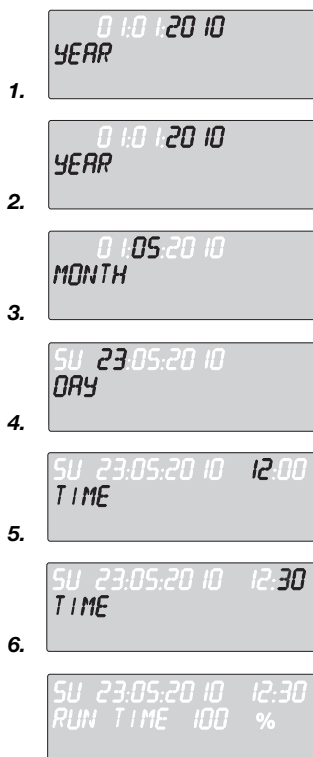 01:01:2010
YEAR
1.
01:01:2010
YEAR
2.
01:05:2010
MONTH
3.
SU 23:05:2010
DAY
4.
SU 23:05:2010 12:00
TIME
5.
SU 23:05:2010 12:30
TIME
6.
SU 23:05:2010 12:30
RUN TIME 100 %